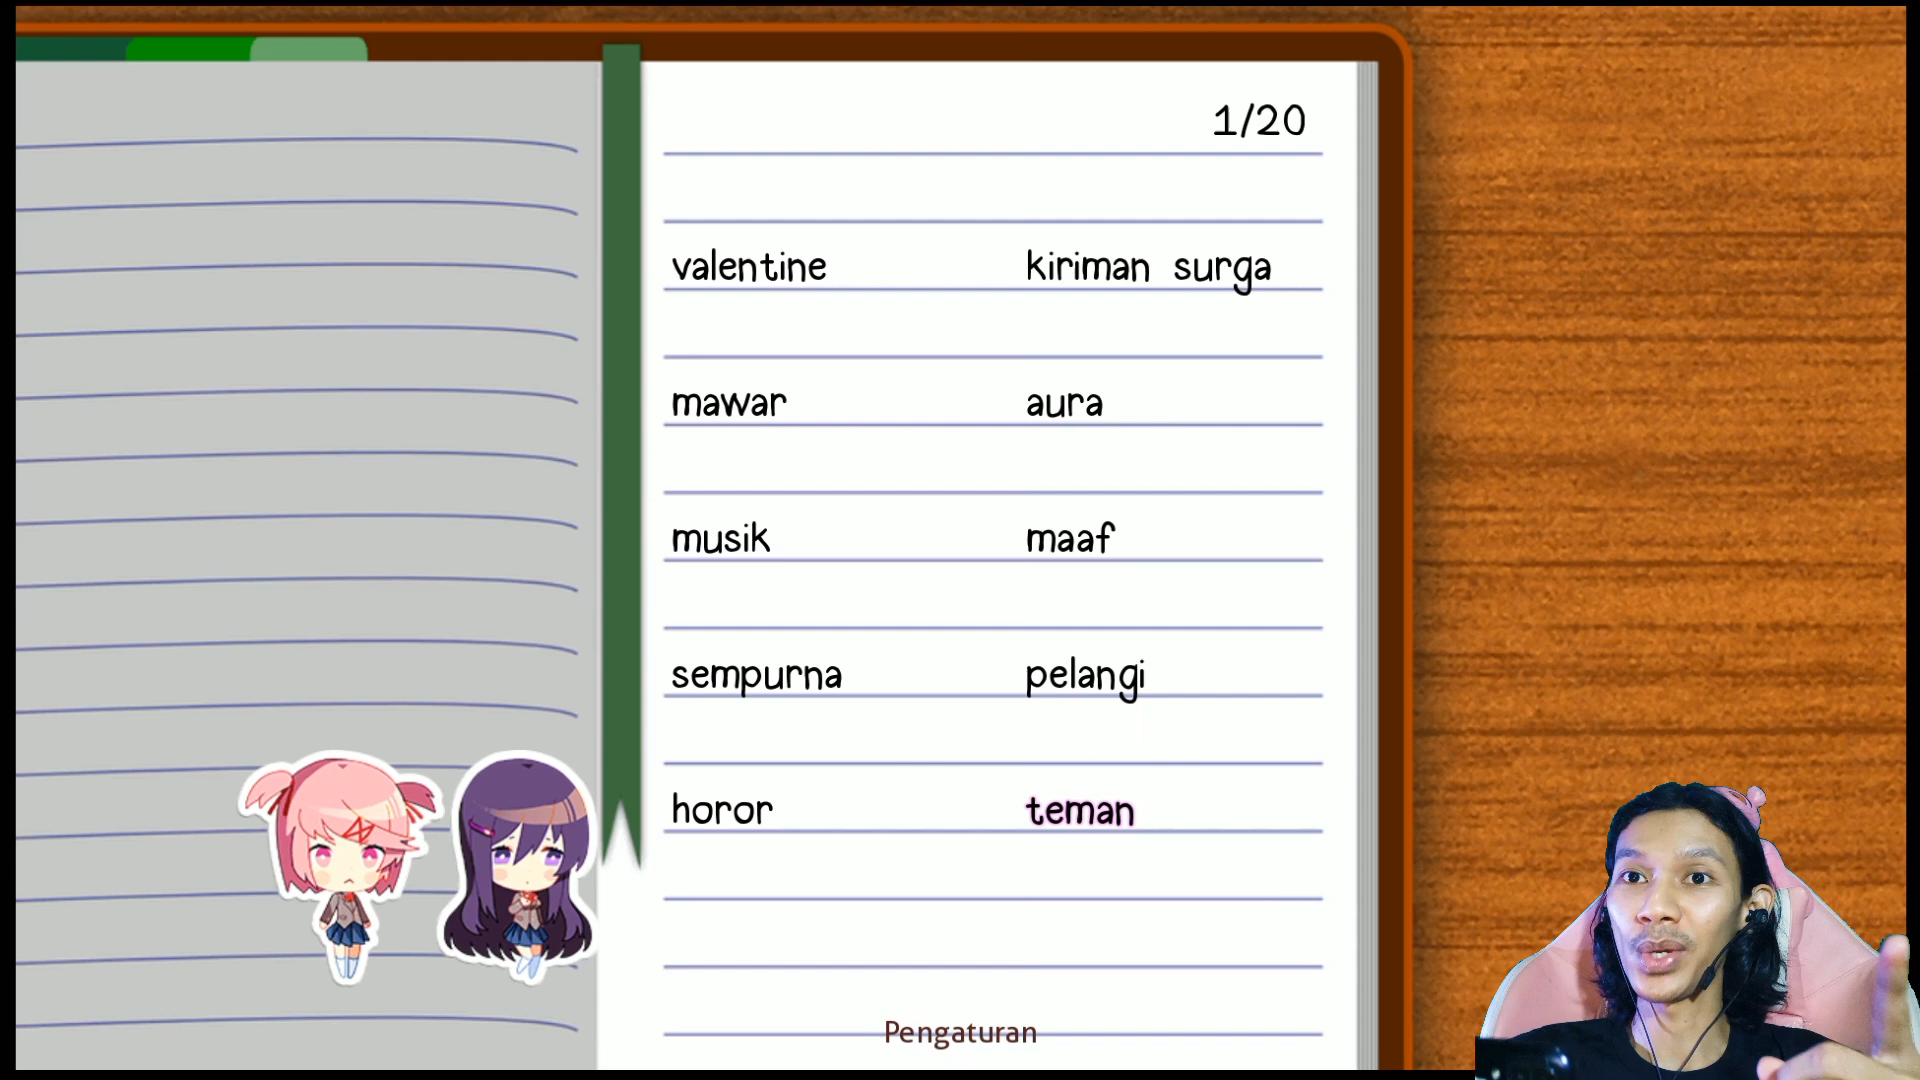 1/20
valentine kiriman surga
mawar aura
musik maaf
sempurna pelangi
horor teman
Pengaturan